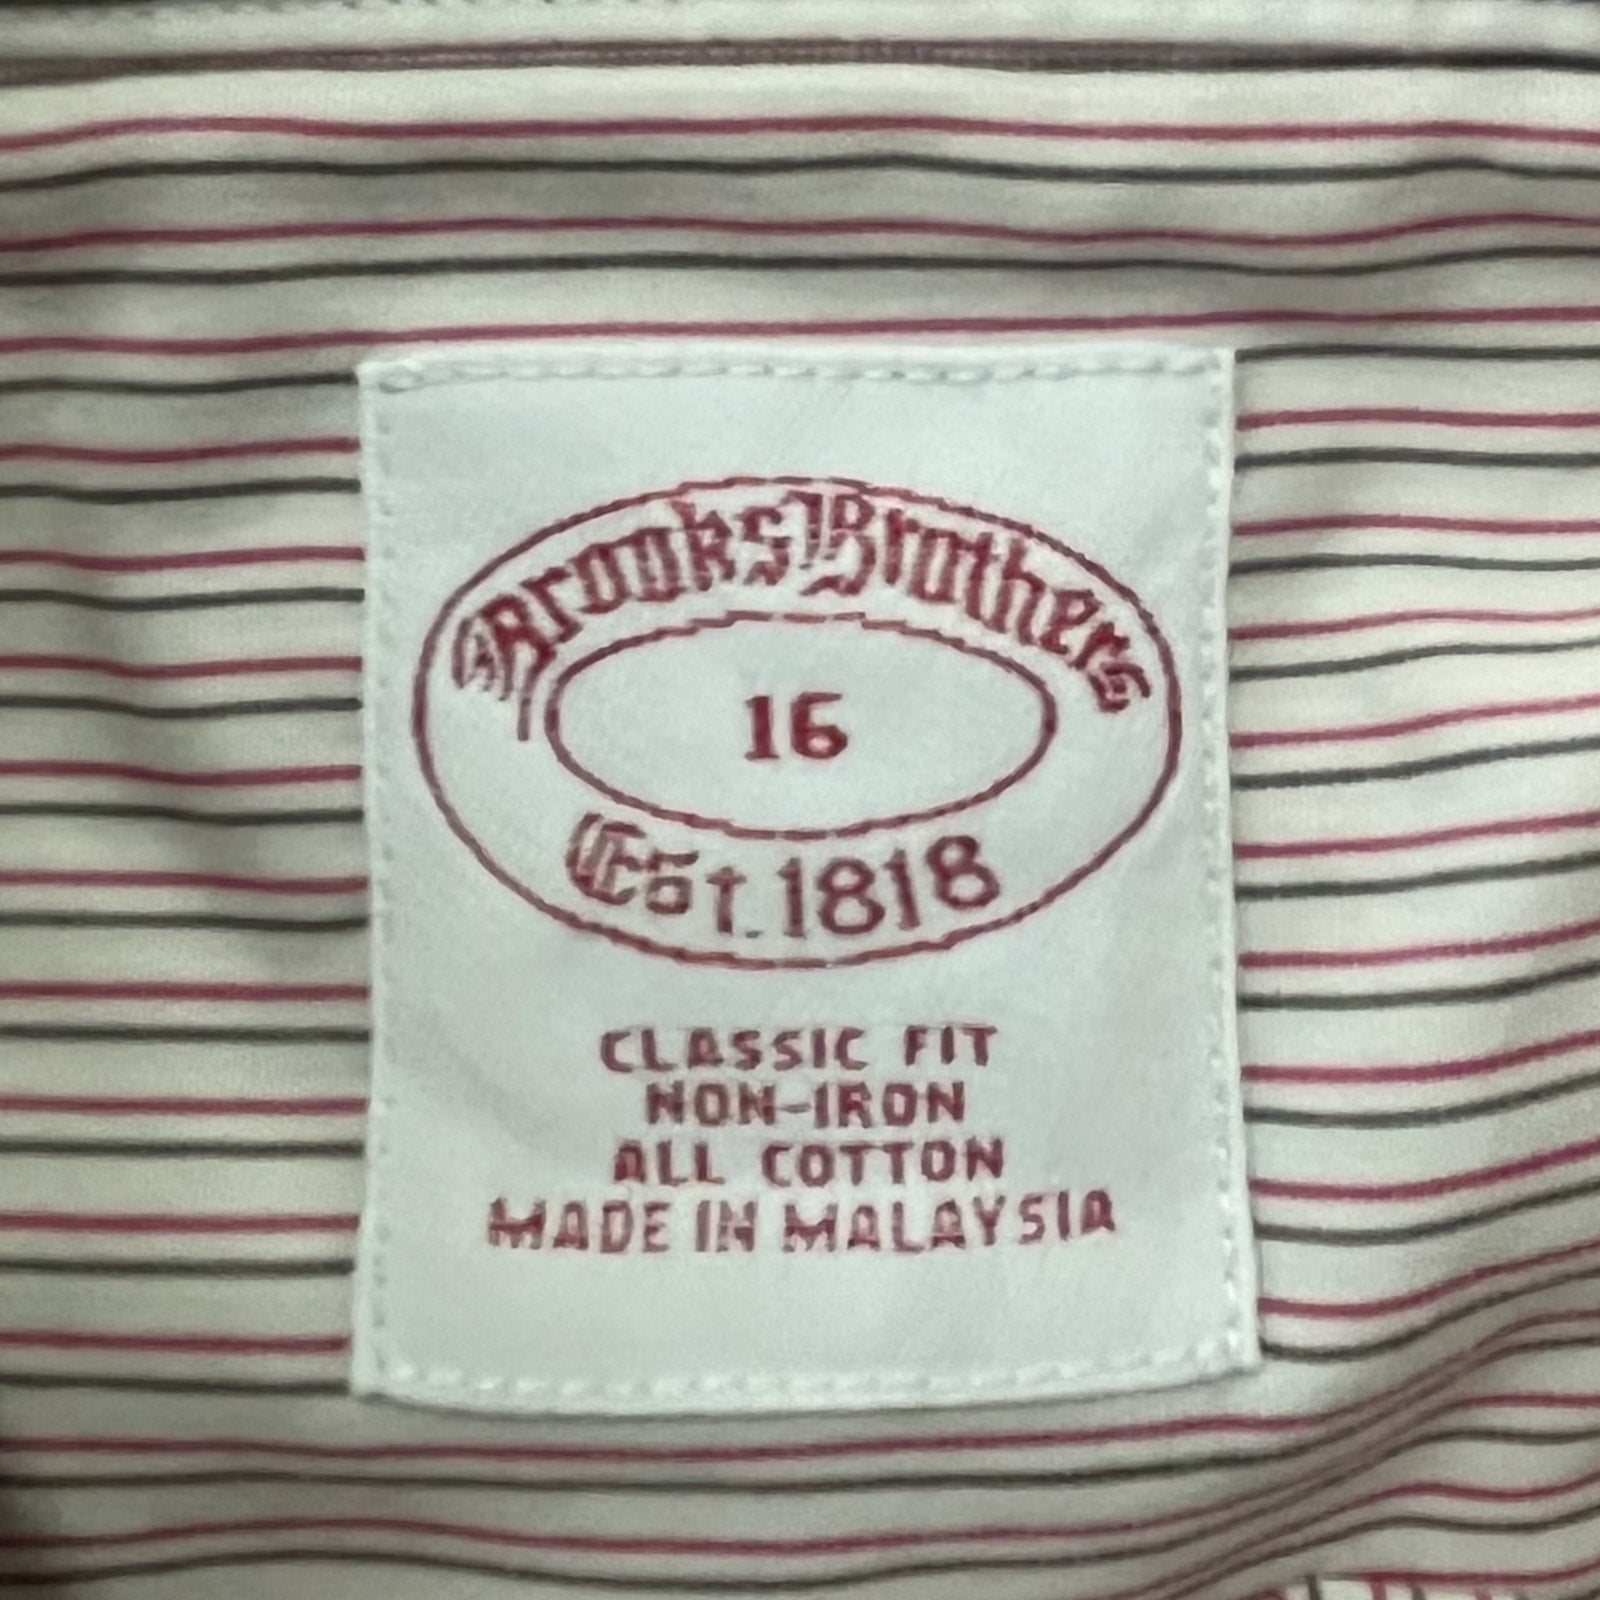 Brooks Brothers
16
Est. 1818
CLASSIC FIT
NON-IRON
ALL COTTON
MADE IN MALAYSIA